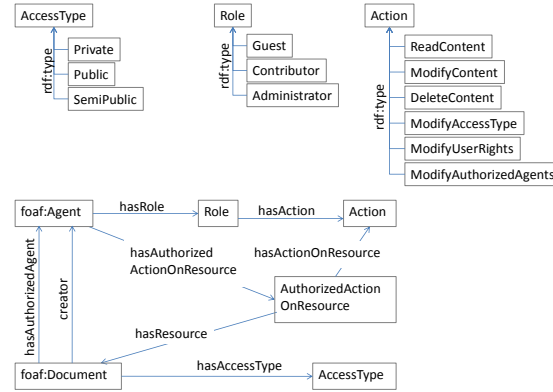 AccessType
Role
Action
rdf:type
Private
Public
SemiPublic
rdf:type
Guest
Contributor
Administrator
rdf:type
ReadContent
ModifyContent
DeleteContent
ModifyAccessType
ModifyUserRights
ModifyAuthorizedAgents
foaf:Agent
hasRole
Role
hasAction
Action
hasAuthorizedAgent
creator
hasAuthorized
ActionOnResource
hasActionOnResource
AuthorizedAction
OnResource
hasResource
foaf:Document
hasAccessType
AccessType